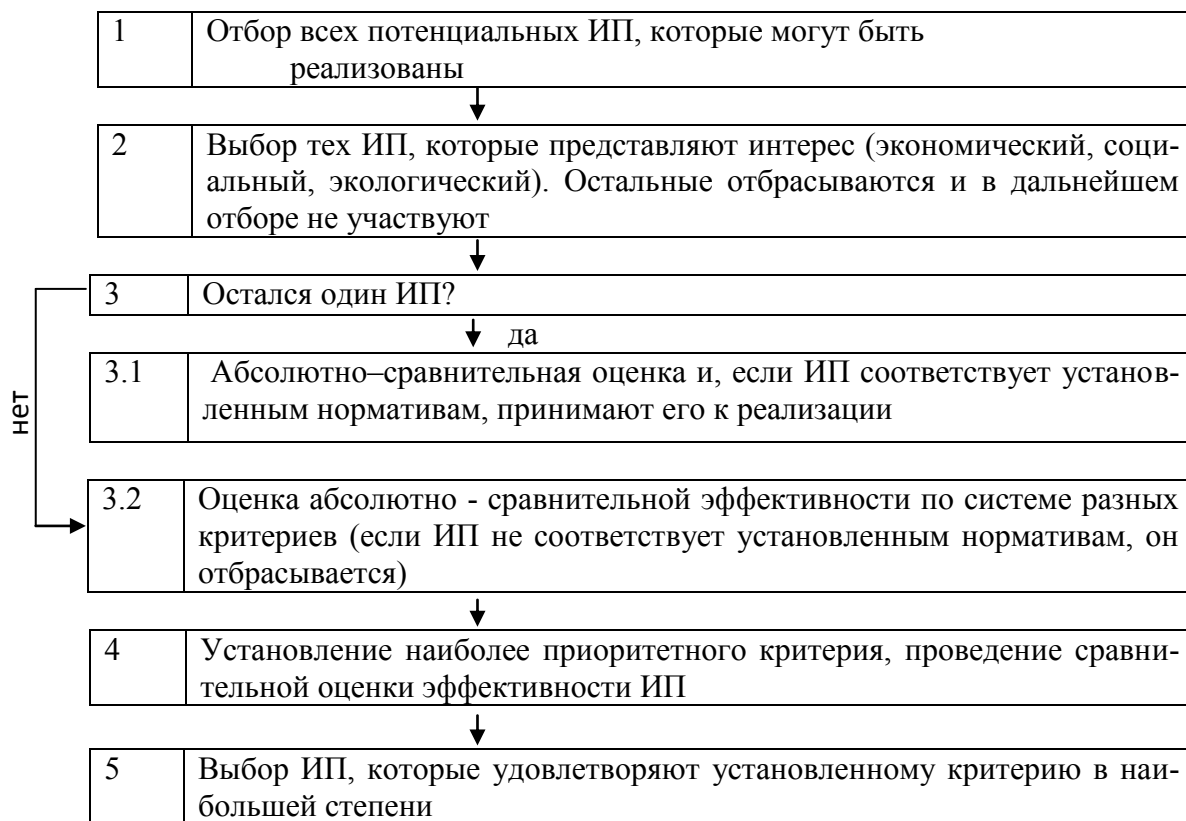 1 Отбор всех потенциальных ИП, которые могут быть
реализованы
2 Выбор тех ИП, которые представляют интерес (экономический, соци-
альный, экологический). Остальные отбрасываются и в дальнейшем
отборе не участвуют
3 Остался один ИП?
да
3.1 Абсолютно–сравнительная оценка и, если ИП соответствует установ-
ленным нормативам, принимают его к реализации
нет
3.2 Оценка абсолютно - сравнительной эффективности по системе разных
критериев (если ИП не соответствует установленным нормативам, он
отбрасывается)
4 Установление наиболее приоритетного критерия, проведение сравни-
тельной оценки эффективности ИП
5 Выбор ИП, которые удовлетворяют установленному критерию в наи-
большей степени